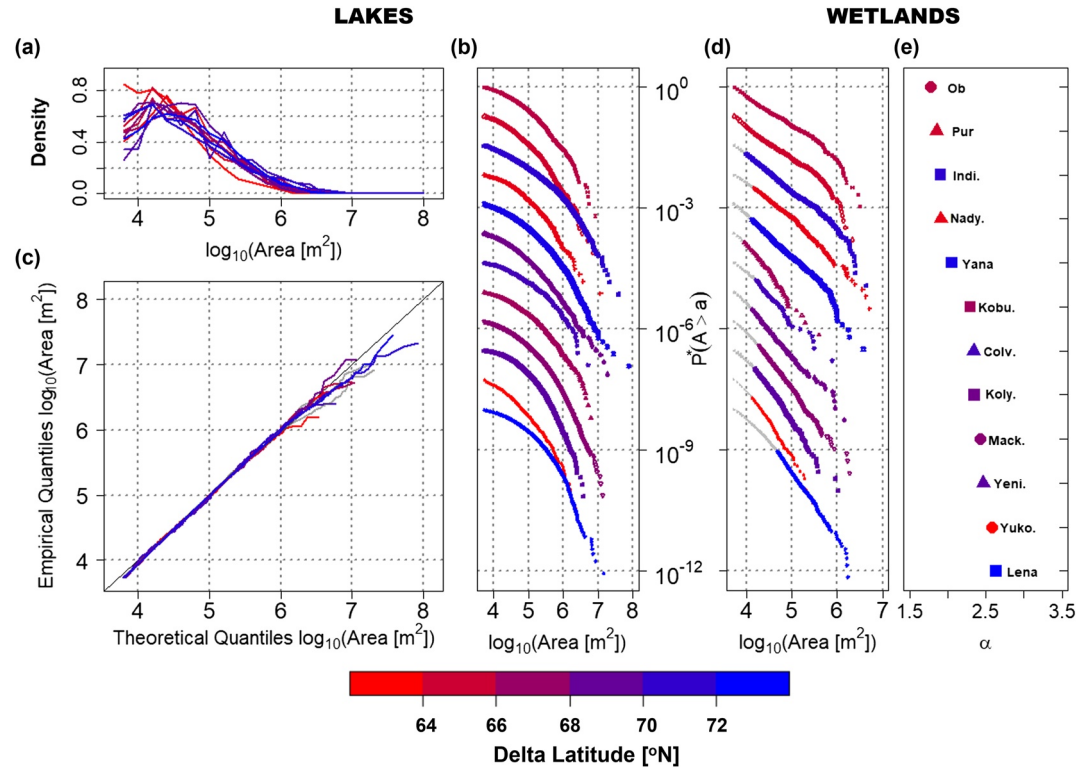 LAKES
WETLANDS
(a)
(b)
(d)
(e)
Density
0.0
0.4
0.8
4
5
6
7
8
log10(Area [m2])
(c)
Empirical Quantiles log10(Area [m2])
8
7
6
5
4
4
5
6
7
8
Theoretical Quantiles log10(Area [m2])
4
5
6
7
8
log10(Area [m2])
10^0
10^-3
10^-6
10^-9
10^-12
P*(A > a)
4
5
6
7
log10(Area [m2])
Ob
Pur
Indi.
Nady.
Yana
Kobu.
Colv.
Koly.
Mack.
Yeni.
Yuko.
Lena
1.5
2.5
3.5
α
64
66
68
70
72
Delta Latitude [oN]